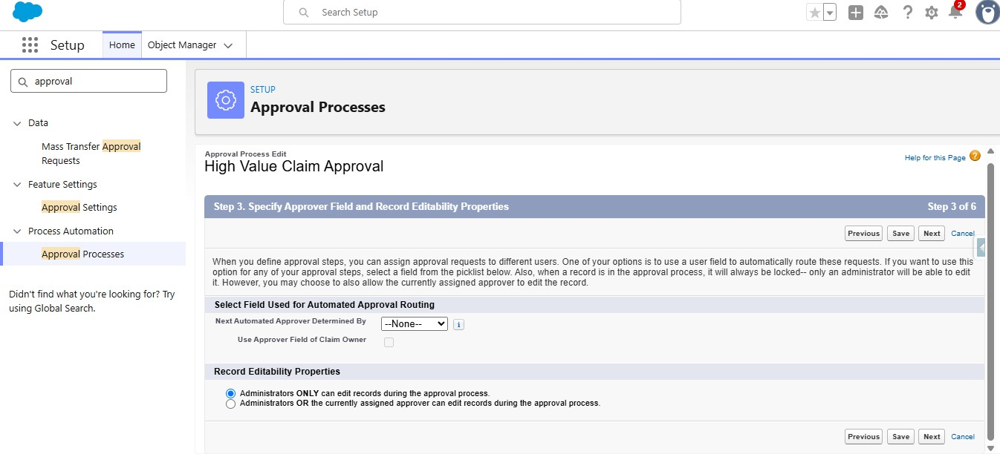 Search Setup
2
Setup
Home
Object Manager
approval
Data
Mass Transfer Approval
Requests
Feature Settings
Approval Settings
Process Automation
Approval Processes
Didn't find what you're looking for? Try
using Global Search.
SETUP
Approval Processes
Approval Process Edit
High Value Claim Approval
Help for this Page ?
Step 3. Specify Approver Field and Record Editability Properties
Step 3 of 6
Previous Save Next Cancel
When you define approval steps, you can assign approval requests to different users. One of your options is to use a user field to automatically route these requests. If you want to use this
option for any of your approval steps, select a field from the picklist below. Also, when a record is in the approval process, it will always be locked-- only an administrator will be able to edit
it. However, you may choose to also allow the currently assigned approver to edit the record.
Select Field Used for Automated Approval Routing
Next Automated Approver Determined By --None-- i
Use Approver Field of Claim Owner
Record Editability Properties
Administrators ONLY can edit records during the approval process.
Administrators OR the currently assigned approver can edit records during the approval process.
Previous Save Next Cancel